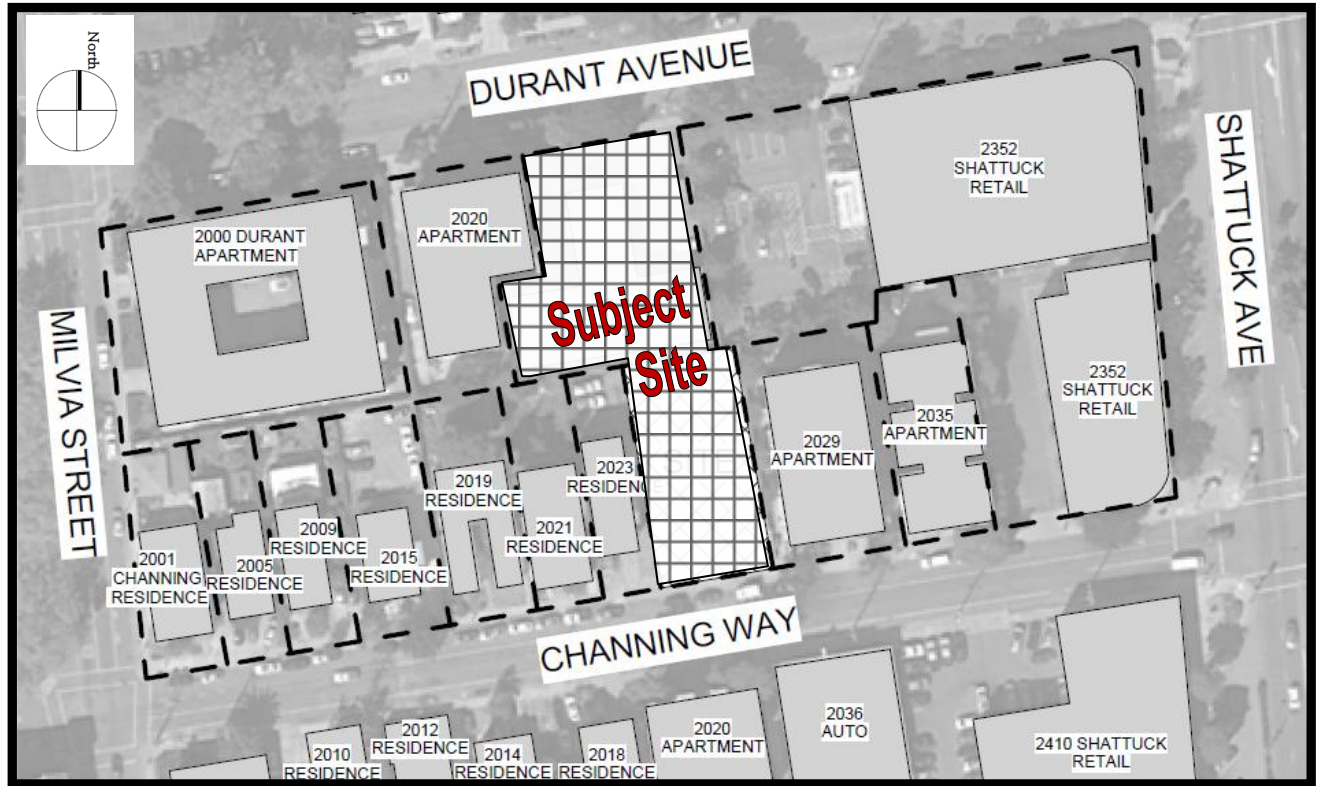 North
DURANT AVENUE
SHATTUCK AVE
MILVIA STREET
CHANNING WAY
2000 DURANT
APARTMENT
2020
APARTMENT
2352
SHATTUCK
RETAIL
Subject
Site
2352
SHATTUCK
RETAIL
2035
APARTMENT
2029
APARTMENT
2023
RESIDENC
2019
RESIDENCE
2021
RESIDENCE
2009
RESIDENCE
2015
RESIDENCE
2001
CHANNING
RESIDENCE
2005
RESIDENCE
2010
RESIDENCE
2012
RESIDENCE
2014
RESIDENCE
2018
RESIDENCE
2020
APARTMENT
2036
AUTO
2410 SHATTUCK
RETAIL